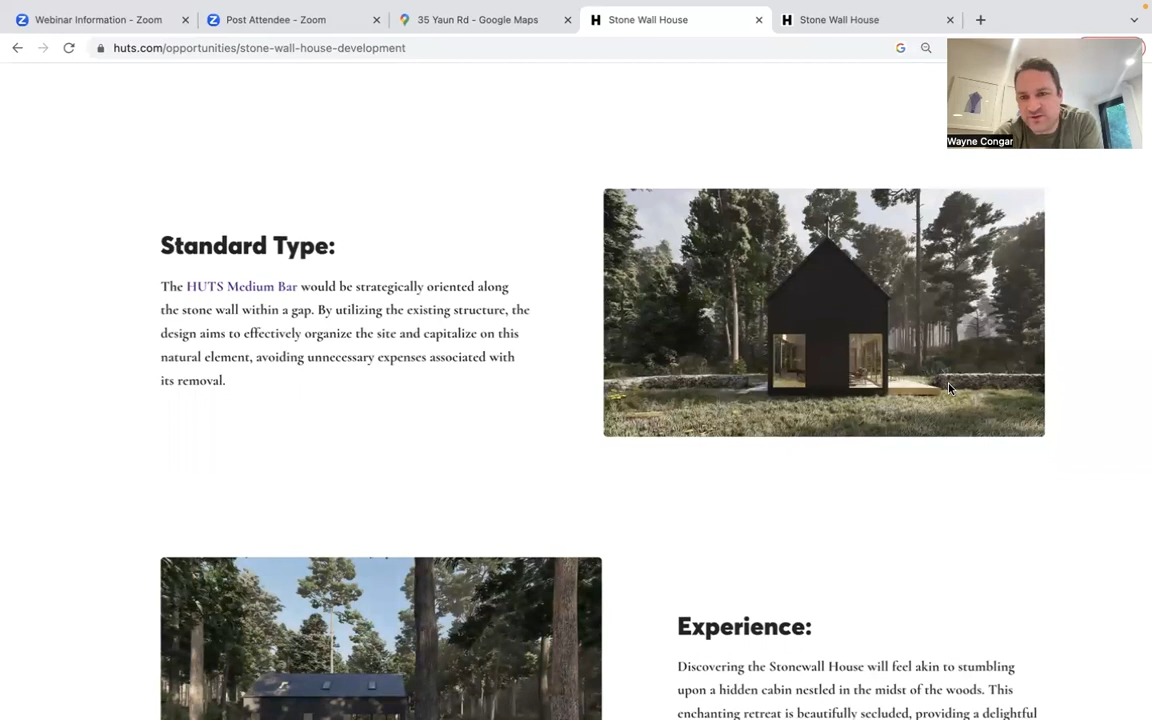 Webinar Information - Zoom
Post Attendee - Zoom
35 Yaun Rd - Google Maps
Stone Wall House
Stone Wall House
huts.com/opportunities/stone-wall-house-development
Wayne Congar
Standard Type:
The HUTS Medium Bar would be strategically oriented along
the stone wall within a gap. By utilizing the existing structure, the
design aims to effectively organize the site and capitalize on this
natural element, avoiding unnecessary expenses associated with
its removal.
Experience:
Discovering the Stonewall House will feel akin to stumbling
upon a hidden cabin nestled in the midst of the woods. This
enchanting retreat is beautifully secluded, providing a delightful